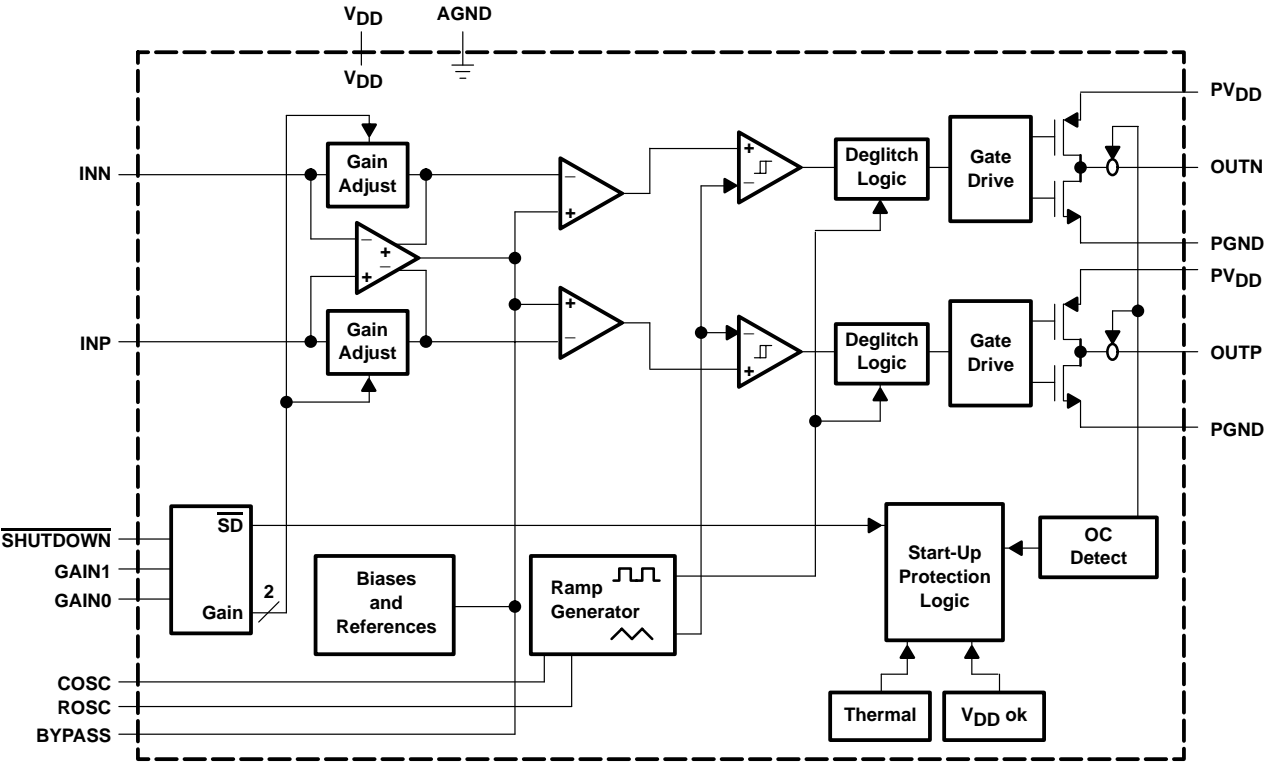 VDD
AGND
VDD
PVDD
INN
Gain
Adjust
Deglitch
Logic
Gate
Drive
OUTN
PGND
PVDD
INP
Gain
Adjust
Deglitch
Logic
Gate
Drive
OUTP
PGND
SHUTDOWN
GAIN1
GAIN0
SD
Gain
2
Biases
and
References
Ramp
Generator
Start-Up
Protection
Logic
OC
Detect
COSC
ROSC
BYPASS
Thermal
VDD ok
+
−
−
+
−
+
+
−
−
+
+
−
−
+